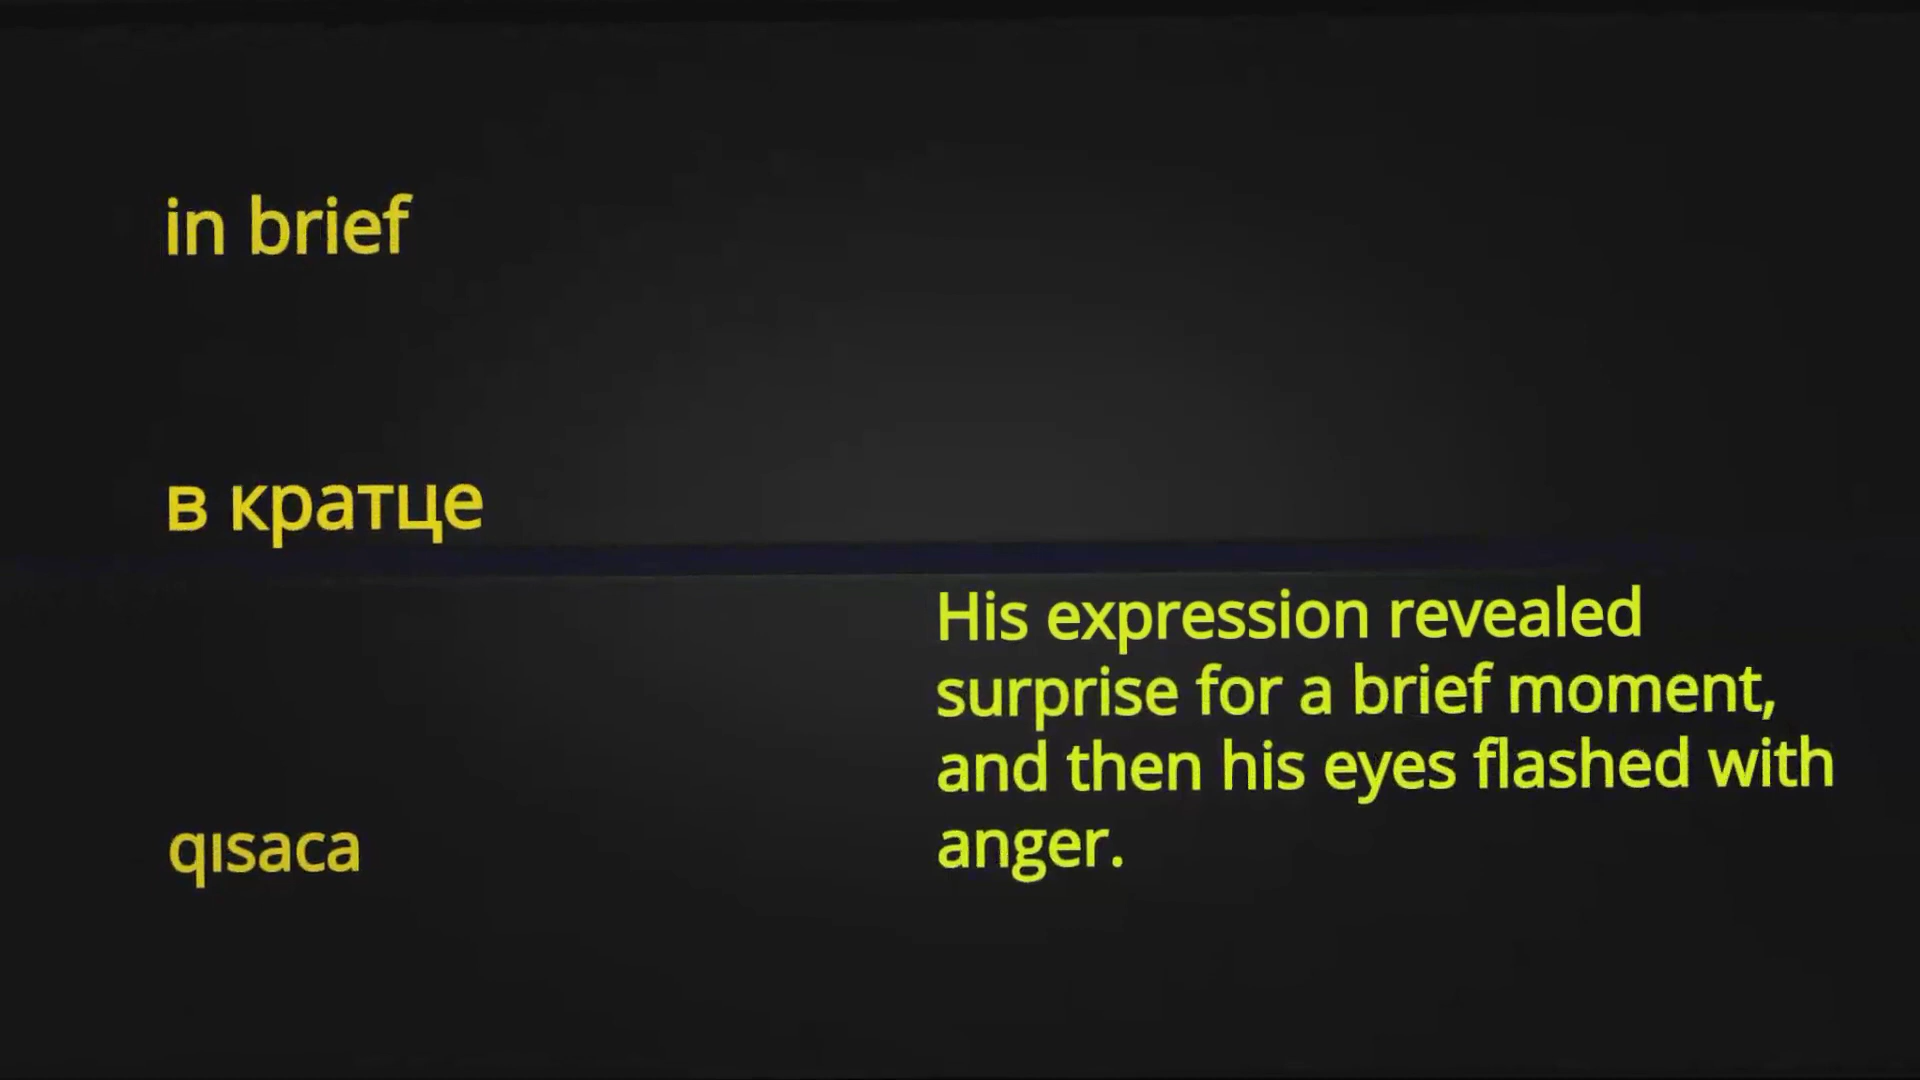 in brief
в кратце
His expression revealed
surprise for a brief moment,
and then his eyes flashed with
anger.
qısaca